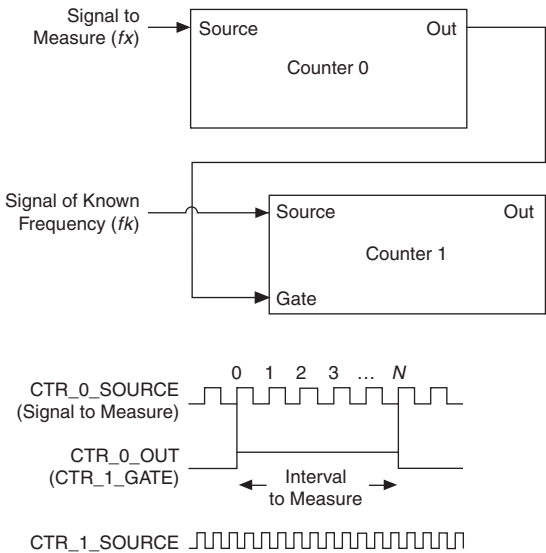 Signal to
Measure (fx)
Source
Out
Counter 0
Signal of Known
Frequency (fk)
Source
Out
Counter 1
Gate
0 1 2 3 … N
CTR_0_SOURCE
(Signal to Measure)
CTR_0_OUT
(CTR_1_GATE)
Interval
to Measure
CTR_1_SOURCE